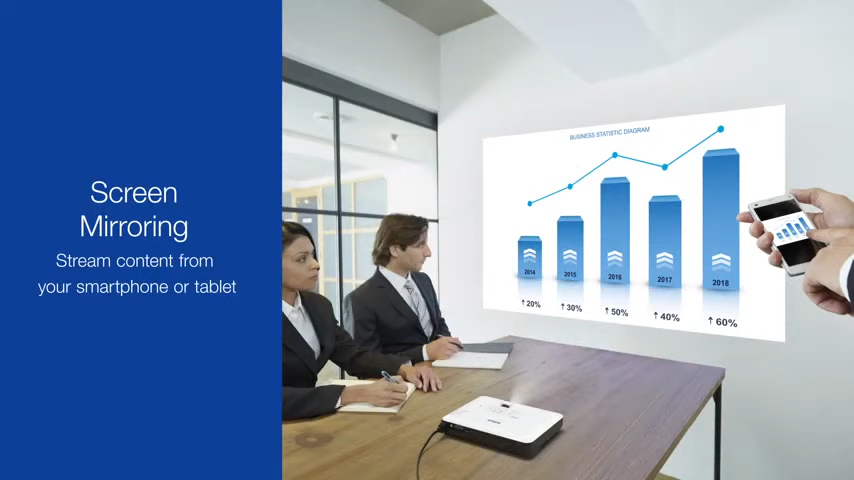 Screen
Mirroring
Stream content from
your smartphone or tablet
BUSINESS STATISTIC DIAGRAM
2014
2015
2016
2017
2018
↑ 20%
↑ 30%
↑ 50%
↑ 40%
↑ 60%
EPSON